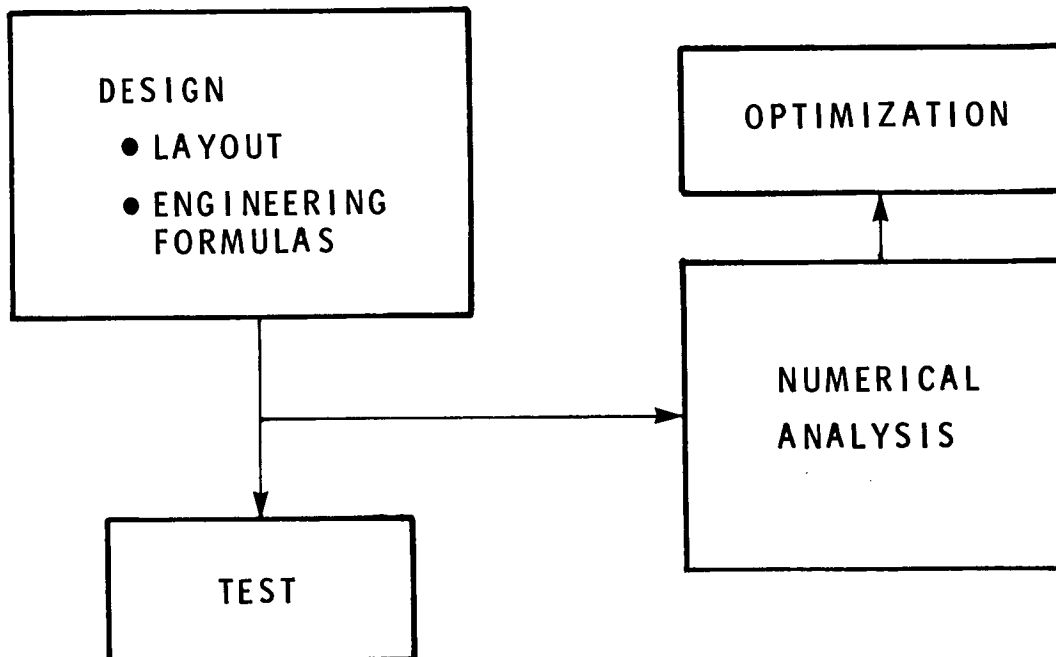 DESIGN
● LAYOUT
● ENGINEERING
FORMULAS
OPTIMIZATION
NUMERICAL
ANALYSIS
TEST